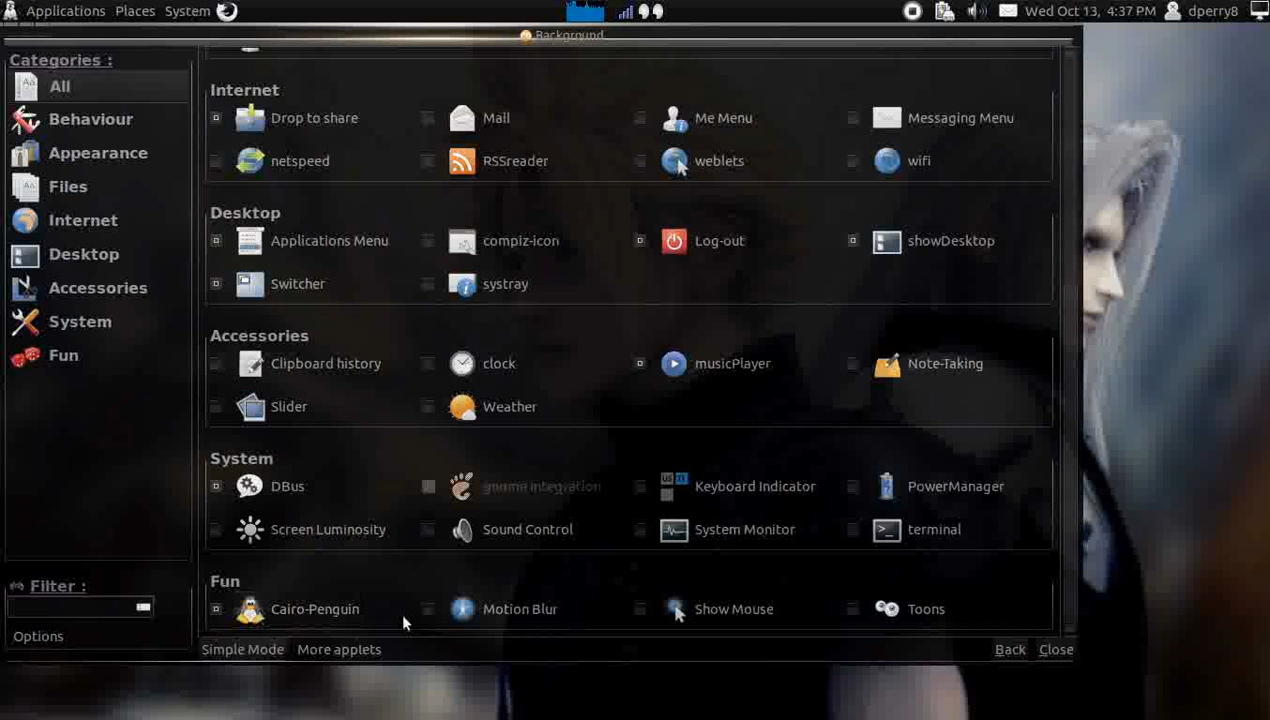 Applications Places System Wed Oct 13, 4:37 PM dperry8
Background
Categories :
All
Behaviour
Appearance
Files
Internet
Desktop
Accessories
System
Fun
Filter :
Options
Internet
Drop to share Mail Me Menu Messaging Menu
netspeed RSSreader weblets wifi
Desktop
Applications Menu compiz-icon Log-out showDesktop
Switcher systray
Accessories
Clipboard history clock musicPlayer Note-Taking
Slider Weather
System
DBus gnome integration Keyboard Indicator PowerManager
Screen Luminosity Sound Control System Monitor terminal
Fun
Cairo-Penguin Motion Blur Show Mouse Toons
Simple Mode More applets Back Close